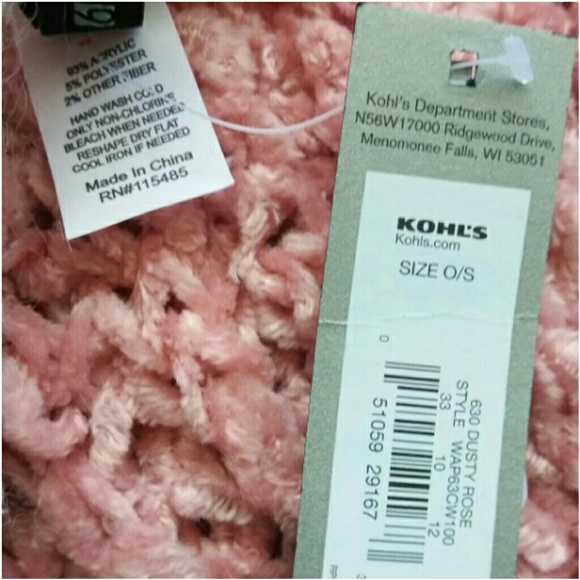 93% ACRYLIC
5% POLYESTER
2% OTHER FIBER
HAND WASH COLD
ONLY NON-CHLORINE
BLEACH WHEN NEEDED
RESHAPE DRY FLAT
COOL IRON IF NEEDED
Made in China
RN#115485
Kohl's Department Stores,
N56W17000 Ridgewood Drive,
Menomonee Falls, WI 53051
KOHL'S
Kohls.com
SIZE O/S
630 DUSTY ROSE
STYLE WAP63CW100
33 10 12
0 51059 29167